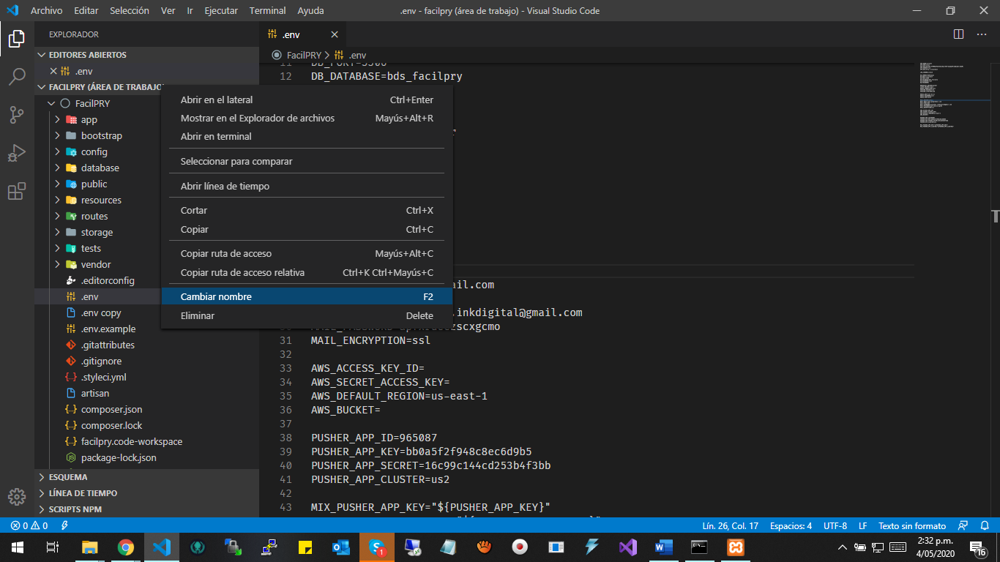 Archivo Editar Selección Ver Ir Ejecutar Terminal Ayuda .env - facilpry (área de trabajo) - Visual Studio Code
EXPLORADOR
EDITORES ABIERTOS
.env
FACILPRY (ÁREA DE TRABAJO)
FacilPRY
app
bootstrap
config
database
public
resources
routes
storage
tests
vendor
.editorconfig
.env
.env copy
.env.example
.gitattributes
.gitignore
.styleci.yml
artisan
composer.json
composer.lock
facilpry.code-workspace
package-lock.json
ESQUEMA
LÍNEA DE TIEMPO
SCRIPTS NPM
Abrir en el lateral Ctrl+Enter
Mostrar en el Explorador de archivos Mayús+Alt+R
Abrir en terminal
Seleccionar para comparar
Abrir línea de tiempo
Cortar Ctrl+X
Copiar Ctrl+C
Copiar ruta de acceso Mayús+Alt+C
Copiar ruta de acceso relativa Ctrl+K Ctrl+Mayús+C
Cambiar nombre F2
Eliminar Delete
.env
FacilPRY > .env
11 DB_PORT=3306
12 DB_DATABASE=bds_facilpry
ail.com
.inkdigital@gmail.com
31 MAIL_ENCRYPTION=ssl
32
33 AWS_ACCESS_KEY_ID=
34 AWS_SECRET_ACCESS_KEY=
35 AWS_DEFAULT_REGION=us-east-1
36 AWS_BUCKET=
37
38 PUSHER_APP_ID=965087
39 PUSHER_APP_KEY=bb0a5f2f948c8ec6d9b5
40 PUSHER_APP_SECRET=16c99c144cd253b4f3bb
41 PUSHER_APP_CLUSTER=us2
42
43 MIX_PUSHER_APP_KEY="${PUSHER_APP_KEY}"
0 0 Lín. 26, Col. 17 Espacios: 4 UTF-8 LF Texto sin formato
2:32 p.m.
4/05/2020
16